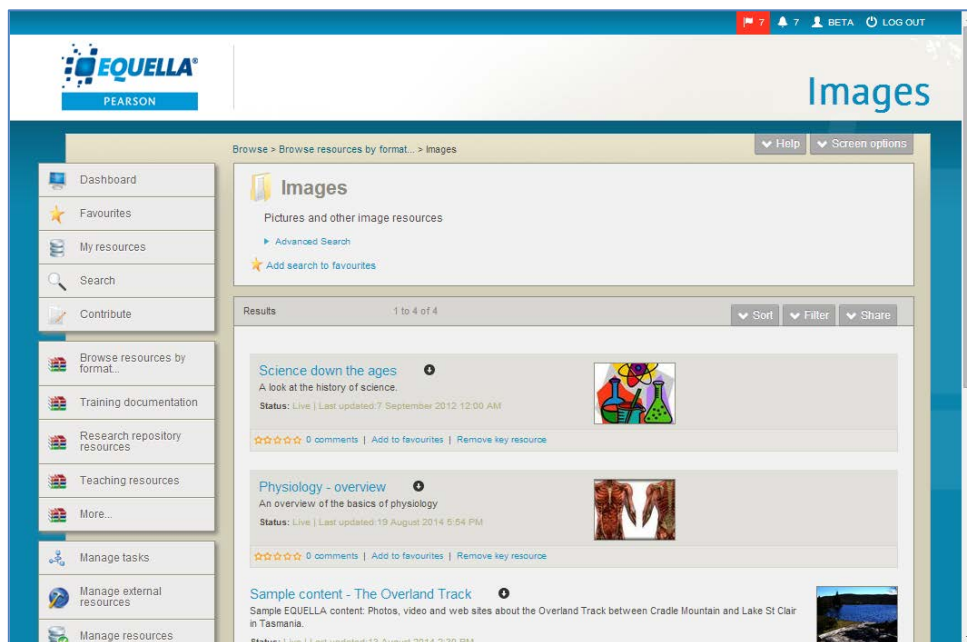 7 7 BETA LOG OUT
EQUELLA®
PEARSON
Images
Browse > Browse resources by format... > Images
Help Screen options
Dashboard
Favourites
My resources
Search
Contribute
Browse resources by
format...
Training documentation
Research repository
resources
Teaching resources
More...
Manage tasks
Manage external
resources
Manage resources
Images
Pictures and other image resources
Advanced Search
Add search to favourites
Results 1 to 4 of 4 Sort Filter Share
Science down the ages
A look at the history of science.
Status: Live | Last updated:7 September 2012 12:00 AM
0 comments | Add to favourites | Remove key resource
Physiology - overview
An overview of the basics of physiology
Status: Live | Last updated:19 August 2014 5:54 PM
0 comments | Add to favourites | Remove key resource
Sample content - The Overland Track
Sample EQUELLA content: Photos, video and web sites about the Overland Track between Cradle Mountain and Lake St Clair
in Tasmania.
Status: Live | Last updated:13 August 2014